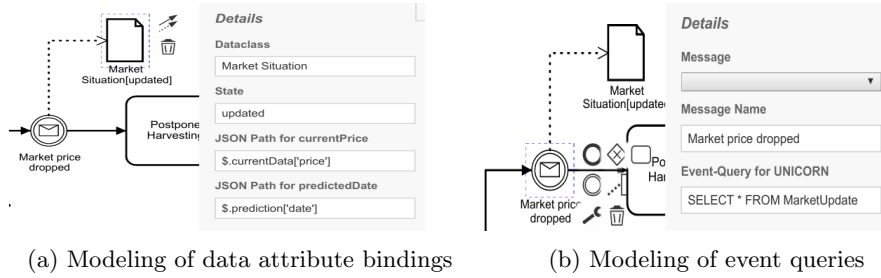 Details
Dataclass
Market Situation
State
updated
JSON Path for currentPrice
$.currentData['price']
JSON Path for predictedDate
$.prediction['date']
Market
Situation[updated]
Postpone
Harvesting
Market price
dropped
(a) Modeling of data attribute bindings
Details
Message
Message Name
Market price dropped
Event-Query for UNICORN
SELECT * FROM MarketUpdate
Market
Situation[update
Po
Ha
Market price
dropped
(b) Modeling of event queries